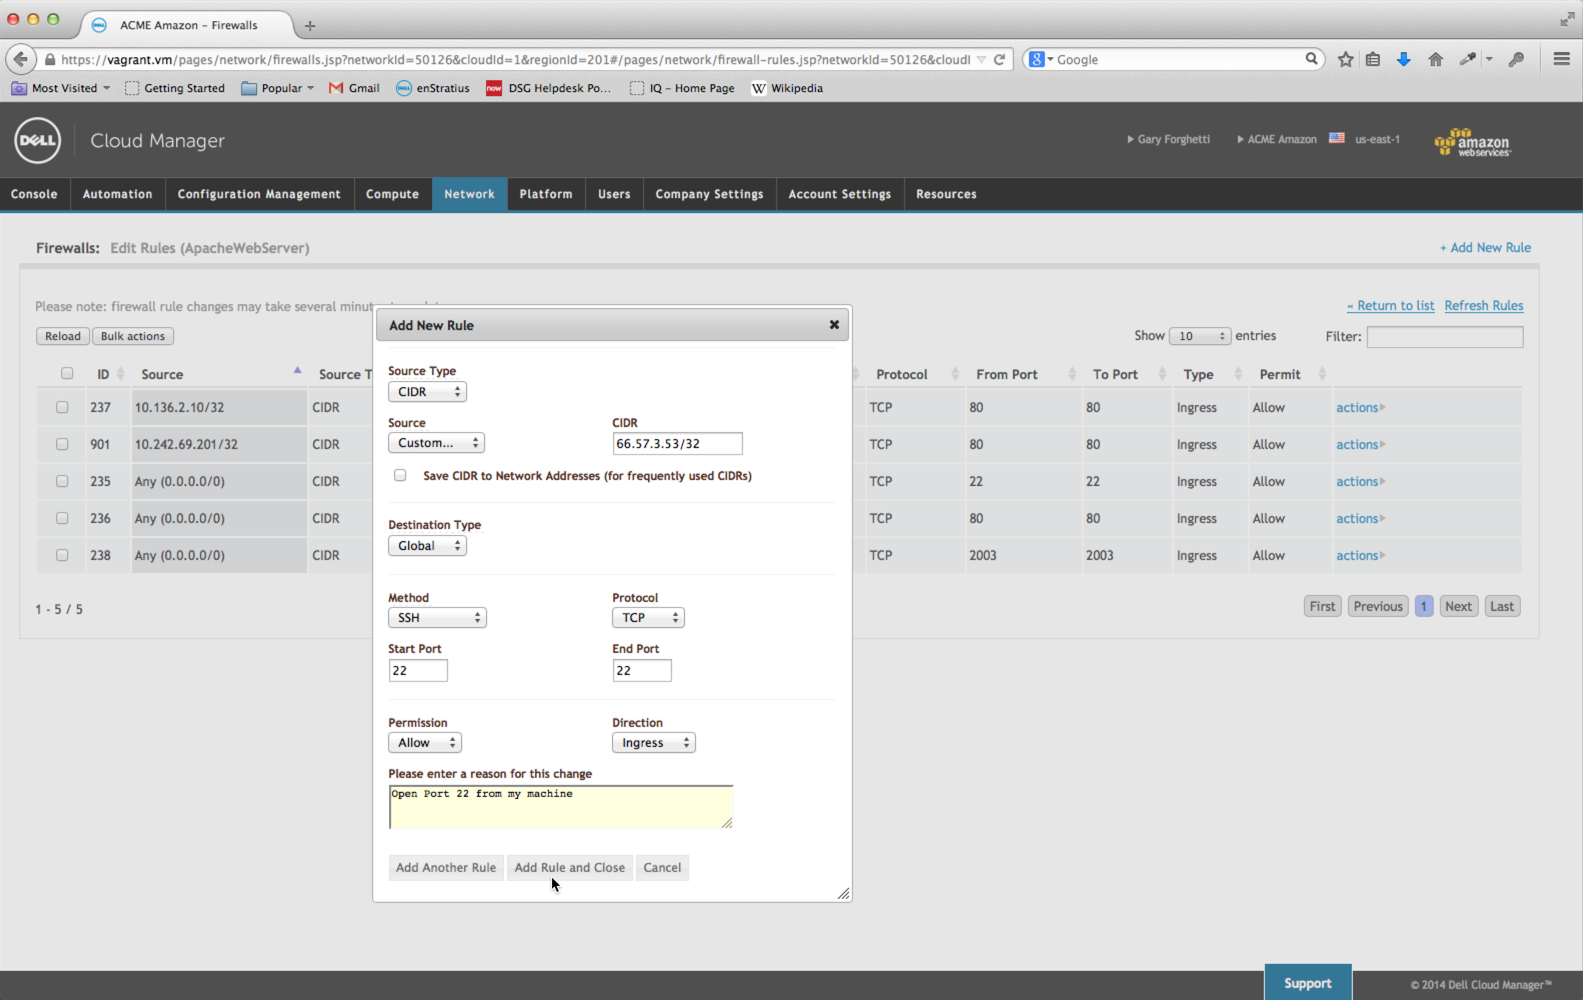 ACME Amazon – Firewalls
https://vagrant.vm/pages/network/firewalls.jsp?networkId=50126&cloudId=1&regionId=201#/pages/network/firewall-rules.jsp?networkId=50126&cloudI
Google
Most Visited Getting Started Popular Gmail enStratius DSG Helpdesk Po... IQ – Home Page Wikipedia
DELL Cloud Manager
Gary Forghetti ACME Amazon us-east-1 amazon webservices™
Console Automation Configuration Management Compute Network Platform Users Company Settings Account Settings Resources
Firewalls: Edit Rules (ApacheWebServer) + Add New Rule
Please note: firewall rule changes may take several minut
« Return to list Refresh Rules
Reload Bulk actions
Show 10 entries Filter:
ID Source Source T Protocol From Port To Port Type Permit
237 10.136.2.10/32 CIDR TCP 80 80 Ingress Allow actions
901 10.242.69.201/32 CIDR TCP 80 80 Ingress Allow actions
235 Any (0.0.0.0/0) CIDR TCP 22 22 Ingress Allow actions
236 Any (0.0.0.0/0) CIDR TCP 80 80 Ingress Allow actions
238 Any (0.0.0.0/0) CIDR TCP 2003 2003 Ingress Allow actions
1 - 5 / 5
First Previous 1 Next Last
Add New Rule
Source Type
CIDR
Source CIDR
Custom... 66.57.3.53/32
Save CIDR to Network Addresses (for frequently used CIDRs)
Destination Type
Global
Method Protocol
SSH TCP
Start Port End Port
22 22
Permission Direction
Allow Ingress
Please enter a reason for this change
Open Port 22 from my machine
Add Another Rule Add Rule and Close Cancel
Support
© 2014 Dell Cloud Manager™